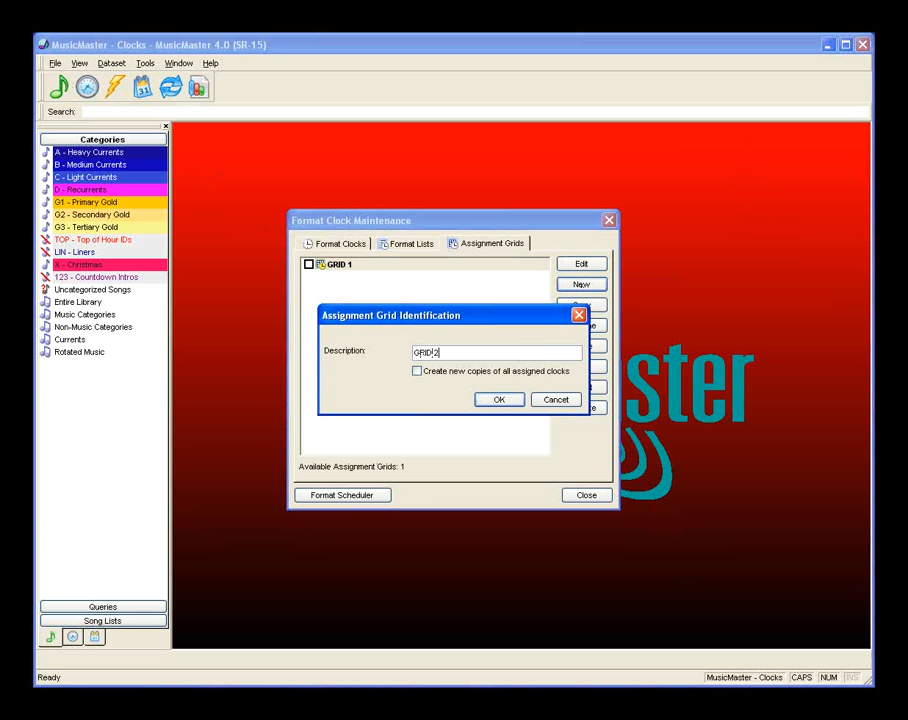 MusicMaster - Clocks - MusicMaster 4.0 (SR-15)
File View Dataset Tools Window Help
31
Search:
Categories
A - Heavy Currents
B - Medium Currents
C - Light Currents
D - Recurrents
G1 - Primary Gold
G2 - Secondary Gold
G3 - Tertiary Gold
TOP - Top of Hour IDs
LIN - Liners
X - Christmas
123 - Countdown Intros
Uncategorized Songs
Entire Library
Music Categories
Non-Music Categories
Currents
Rotated Music
Queries
Song Lists
Format Clock Maintenance
Format Clocks Format Lists Assignment Grids
GRID 1
Edit
New
Assignment Grid Identification
Description:
GRID 2
Create new copies of all assigned clocks
OK Cancel
Available Assignment Grids: 1
Format Scheduler Close
ster
Ready
MusicMaster - Clocks CAPS NUM INS